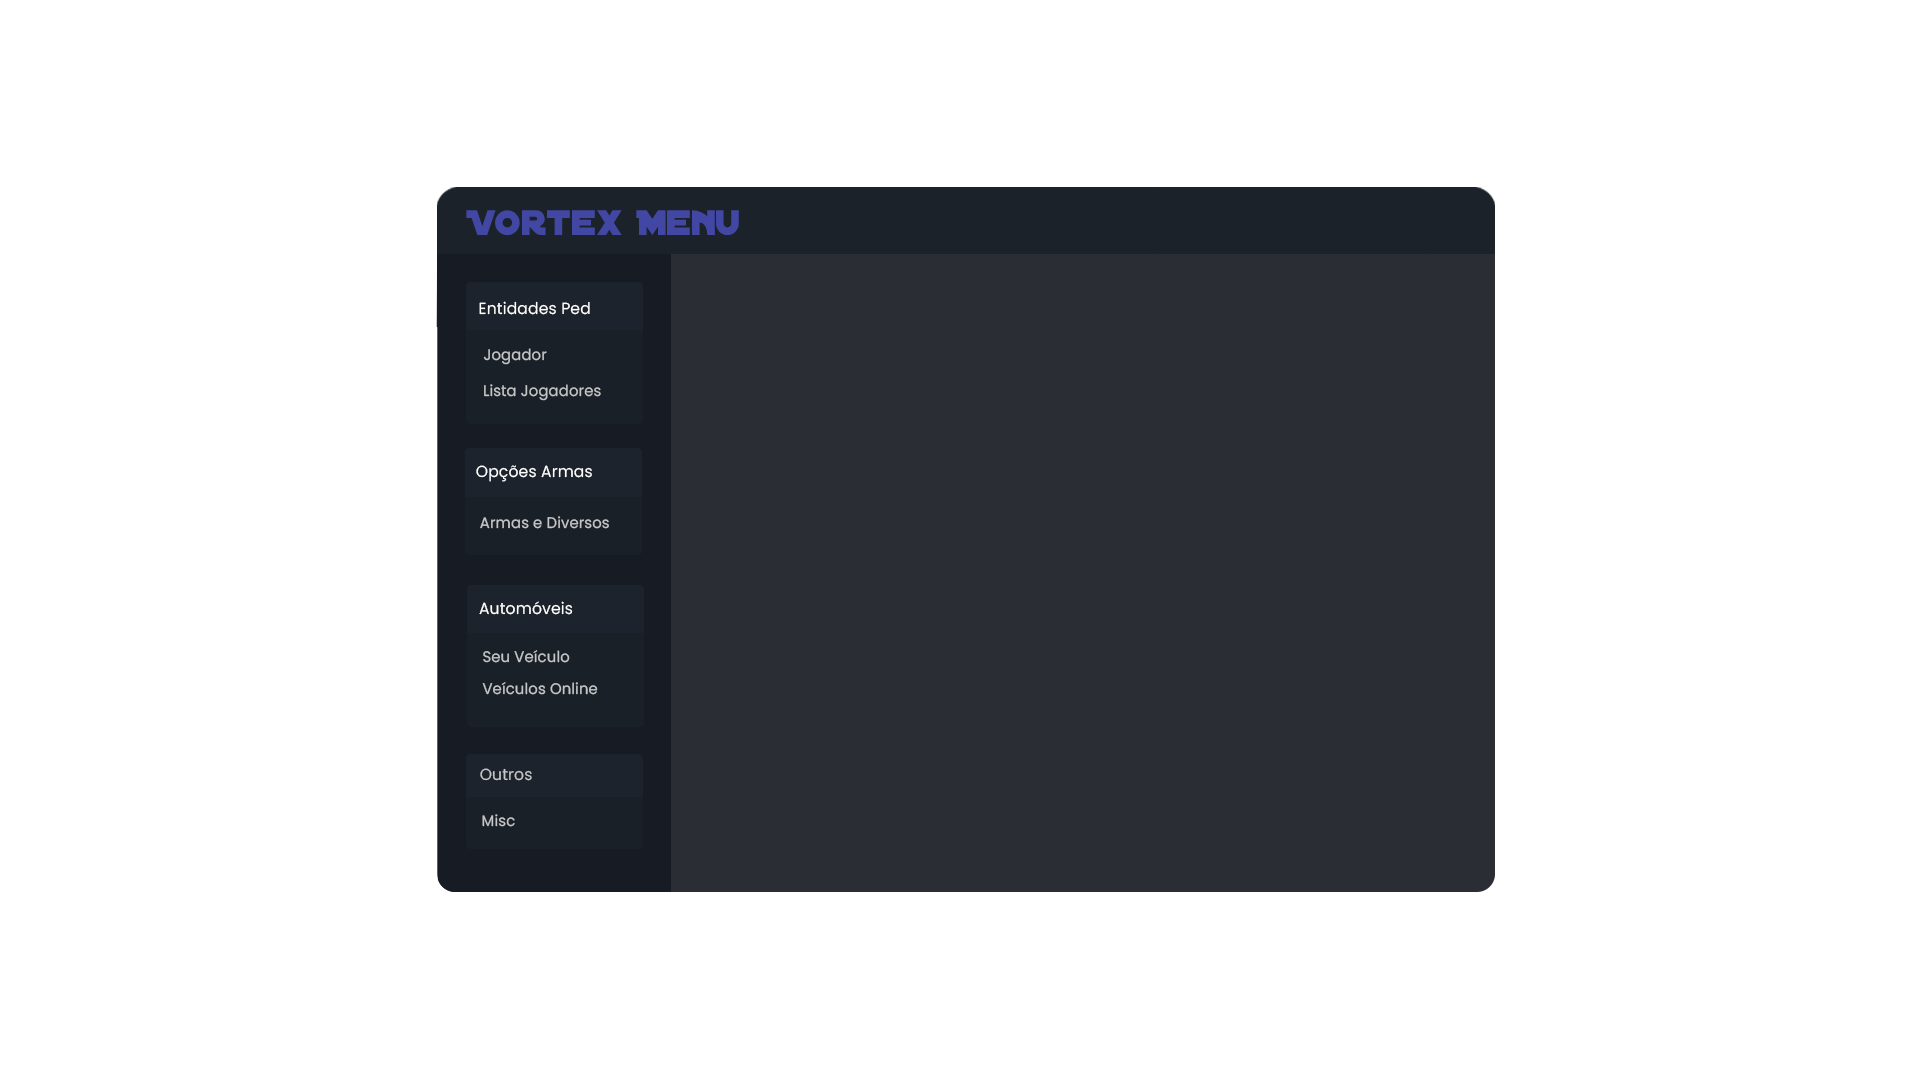 VORTEX MENU
Entidades Ped
Jogador
Lista Jogadores
Opções Armas
Armas e Diversos
Automóveis
Seu Veículo
Veículos Online
Outros
Misc